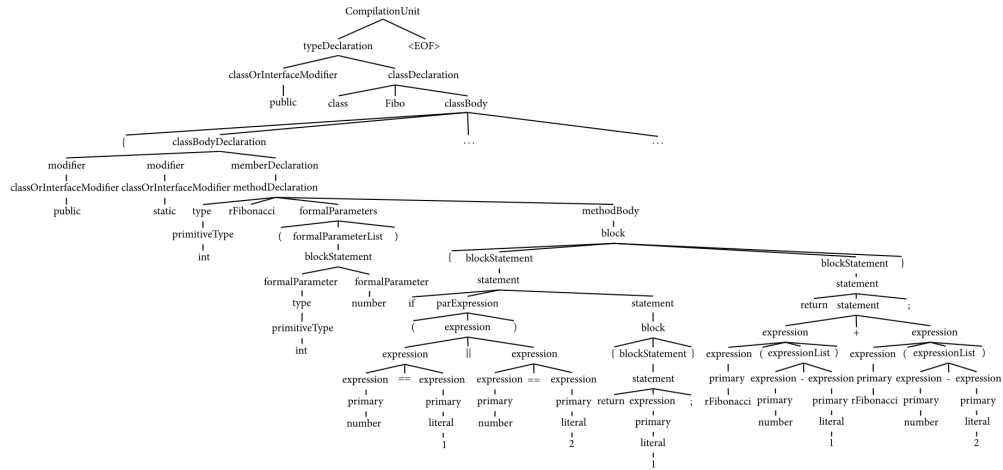 CompilationUnit
typeDeclaration <EOF>
classOrInterfaceModifier classDeclaration
public class Fibo classBody
{ classBodyDeclaration ... ...
modifier modifier memberDeclaration
classOrInterfaceModifier classOrInterfaceModifier methodDeclaration
public static type rFibonacci formalParameters methodBody
primitiveType ( formalParameterList ) block
int blockStatement { blockStatement blockStatement }
formalParameter formalParameter statement statement
type number if parExpression statement return statement ;
primitiveType ( expression ) block expression + expression
int expression || expression { blockStatement } expression ( expressionList ) expression ( expressionList )
expression == expression expression == expression statement primary expression - expression primary expression - expression
primary primary primary primary return expression ; rFibonacci primary primary rFibonacci primary primary
number literal number literal primary number literal number literal
1 2 literal 1 2
1